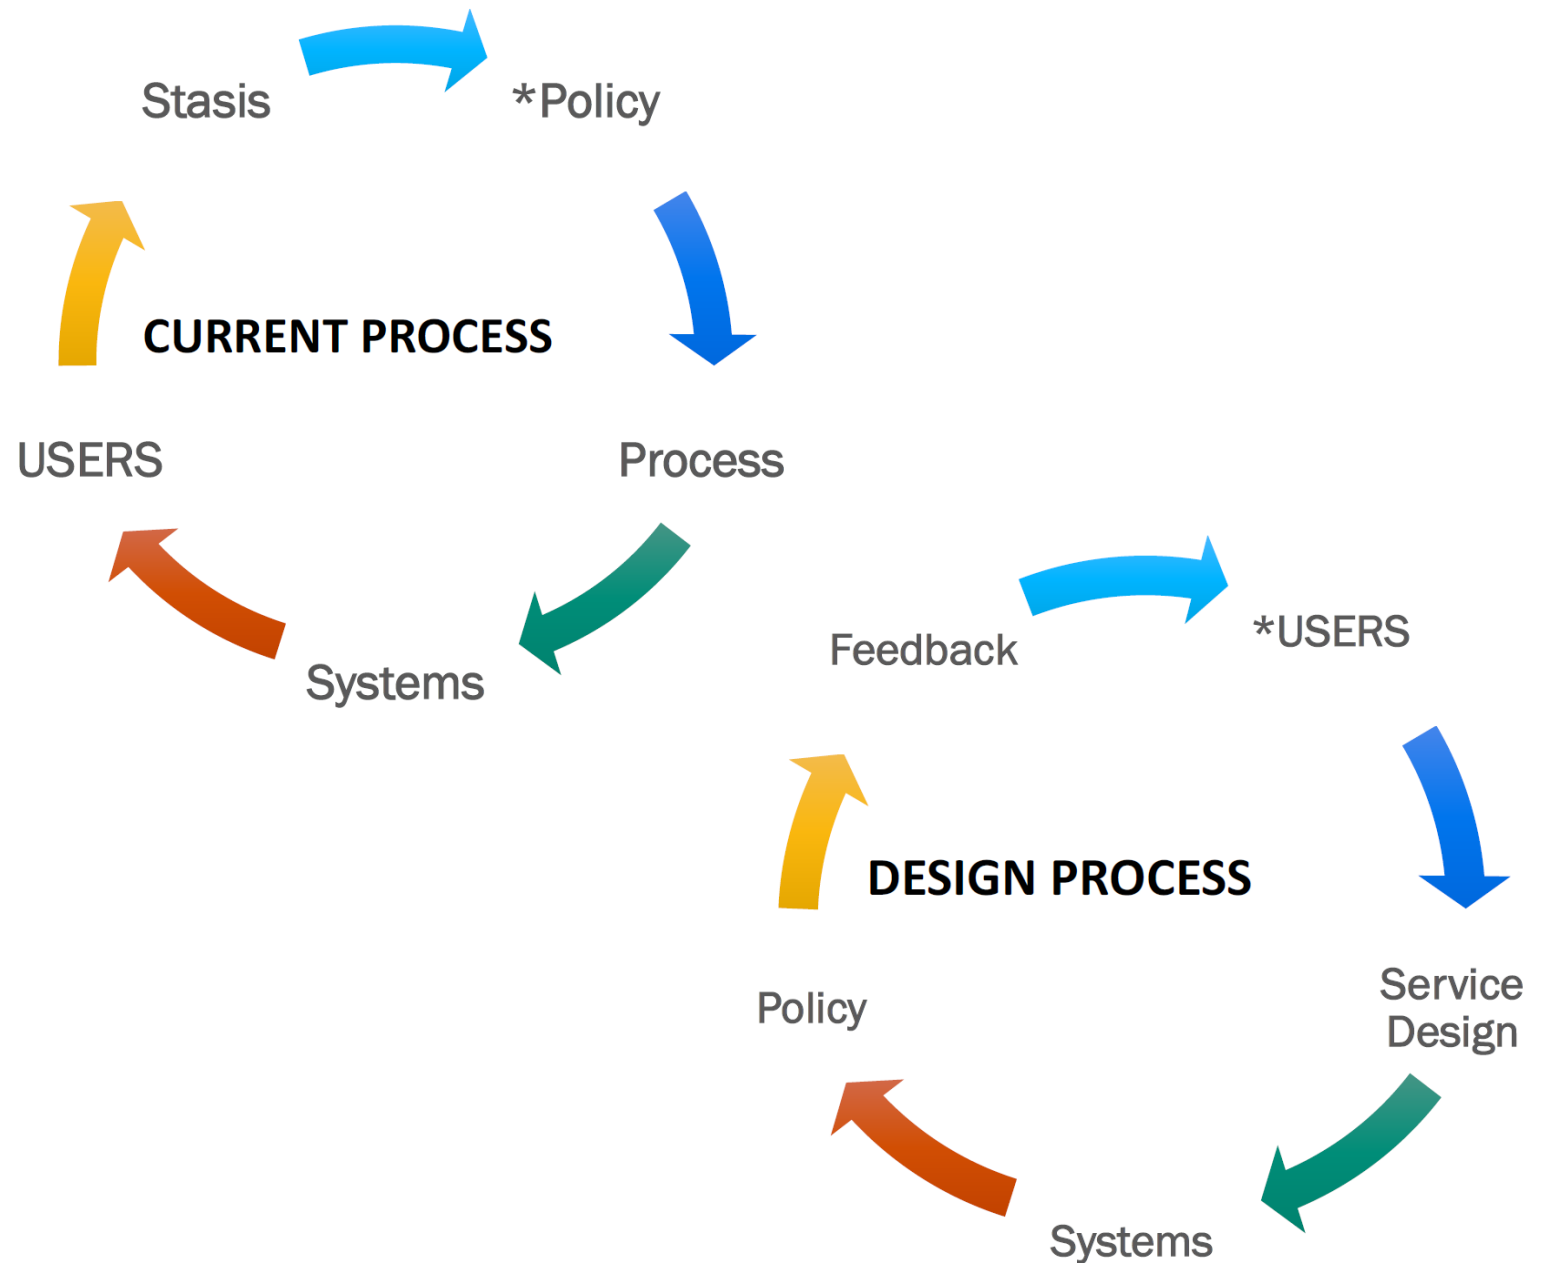 Stasis
*Policy
CURRENT PROCESS
USERS
Process
Systems
Feedback
*USERS
DESIGN PROCESS
Service
Design
Policy
Systems